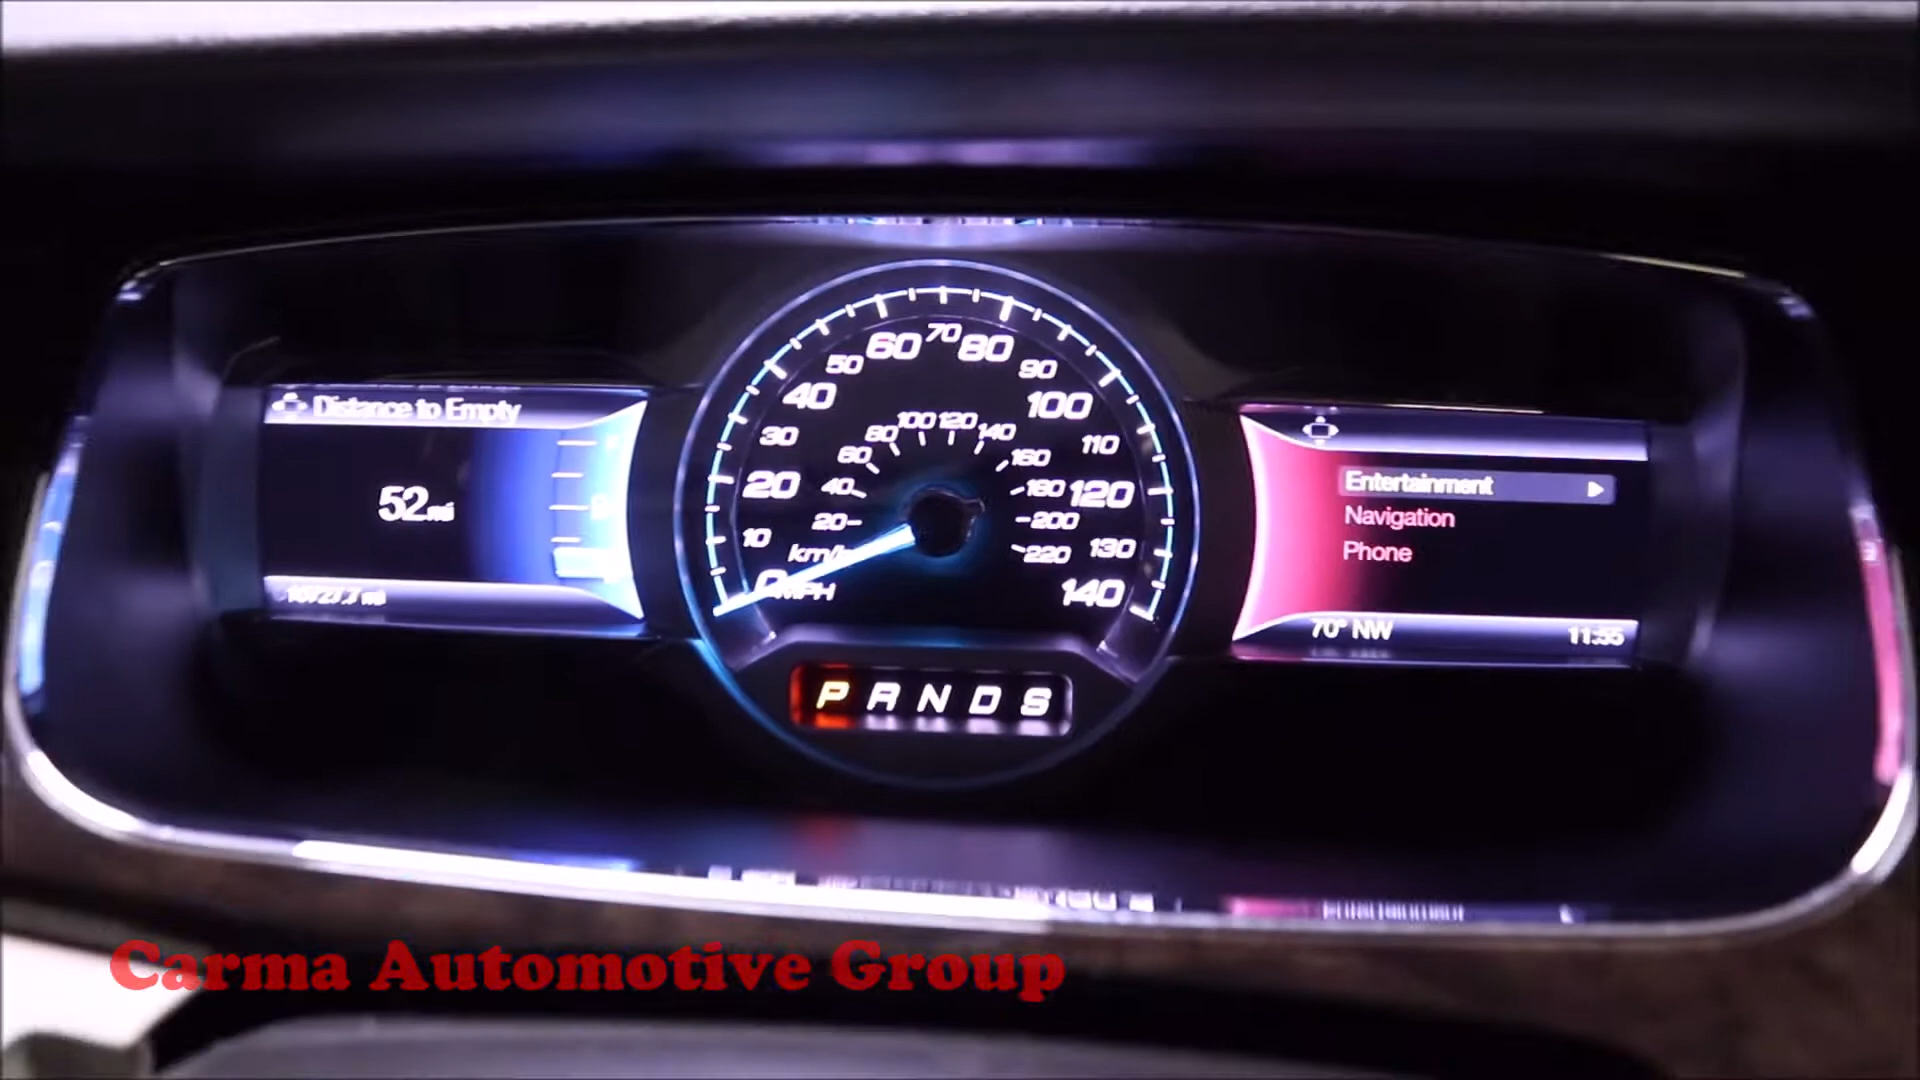 Distance to Empty
52 mi
60 70 80
50 90
40 100
30 110
20 120
10 130
0 140
MPH
100 120
80 140
60 160
40 180
20 200
km/h 220
P R N D S
Entertainment
Navigation
Phone
70° NW 11:55
Carma Automotive Group